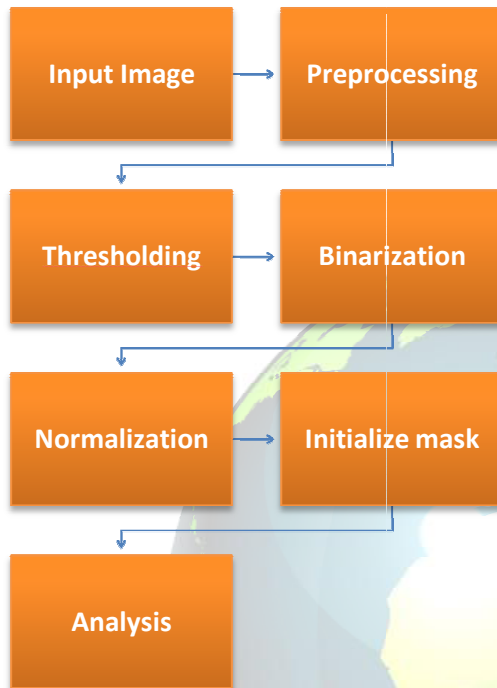 Input Image
Preprocessing
Thresholding
Binarization
Normalization
Initialize mask
Analysis